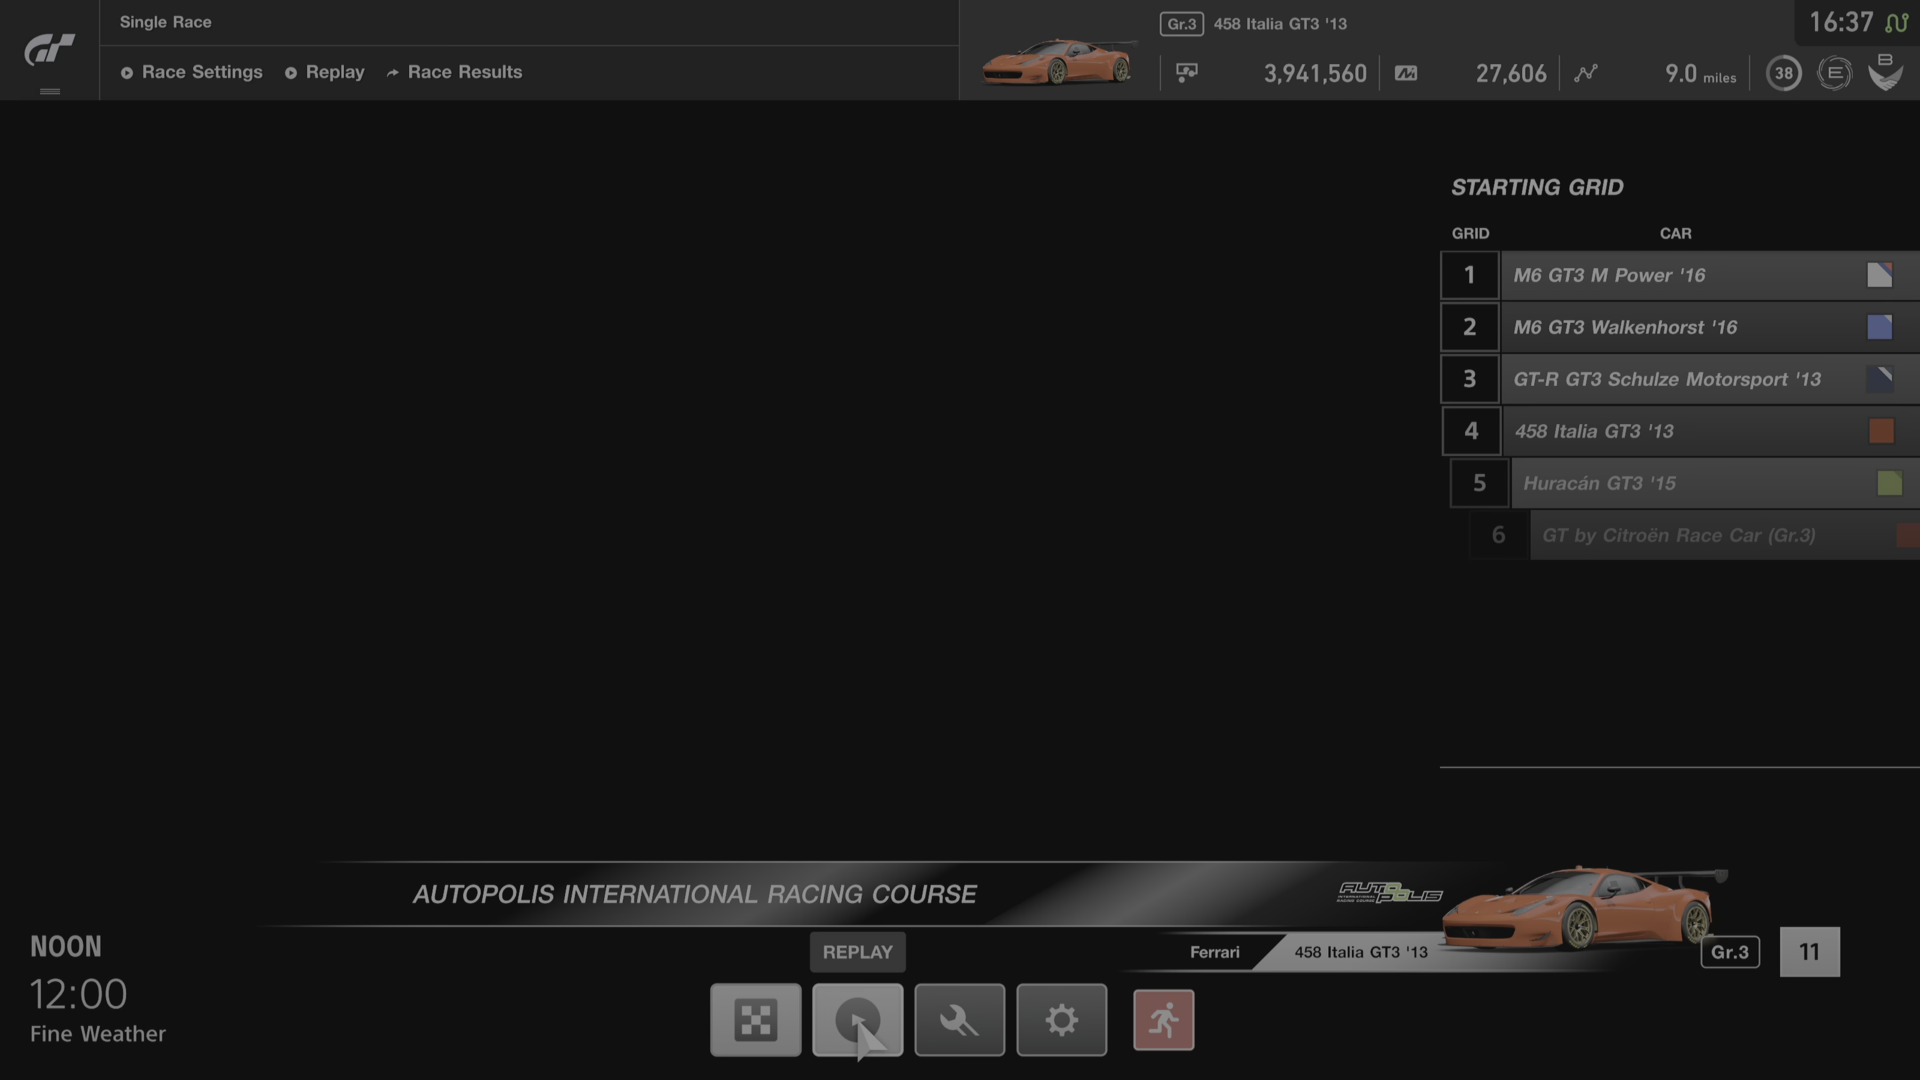 Single Race
Race Settings
Replay
Race Results
Gr.3
458 Italia GT3 '13
3,941,560
27,606
9.0 miles
38
E
B
16:37
STARTING GRID
GRID
CAR
1
M6 GT3 M Power '16
2
M6 GT3 Walkenhorst '16
3
GT-R GT3 Schulze Motorsport '13
4
458 Italia GT3 '13
5
Huracán GT3 '15
6
GT by Citroën Race Car (Gr.3)
AUTOPOLIS INTERNATIONAL RACING COURSE
AUTOPOLIS
INTERNATIONAL RACING COURSE
NOON
12:00
Fine Weather
REPLAY
Ferrari
458 Italia GT3 '13
Gr.3
11